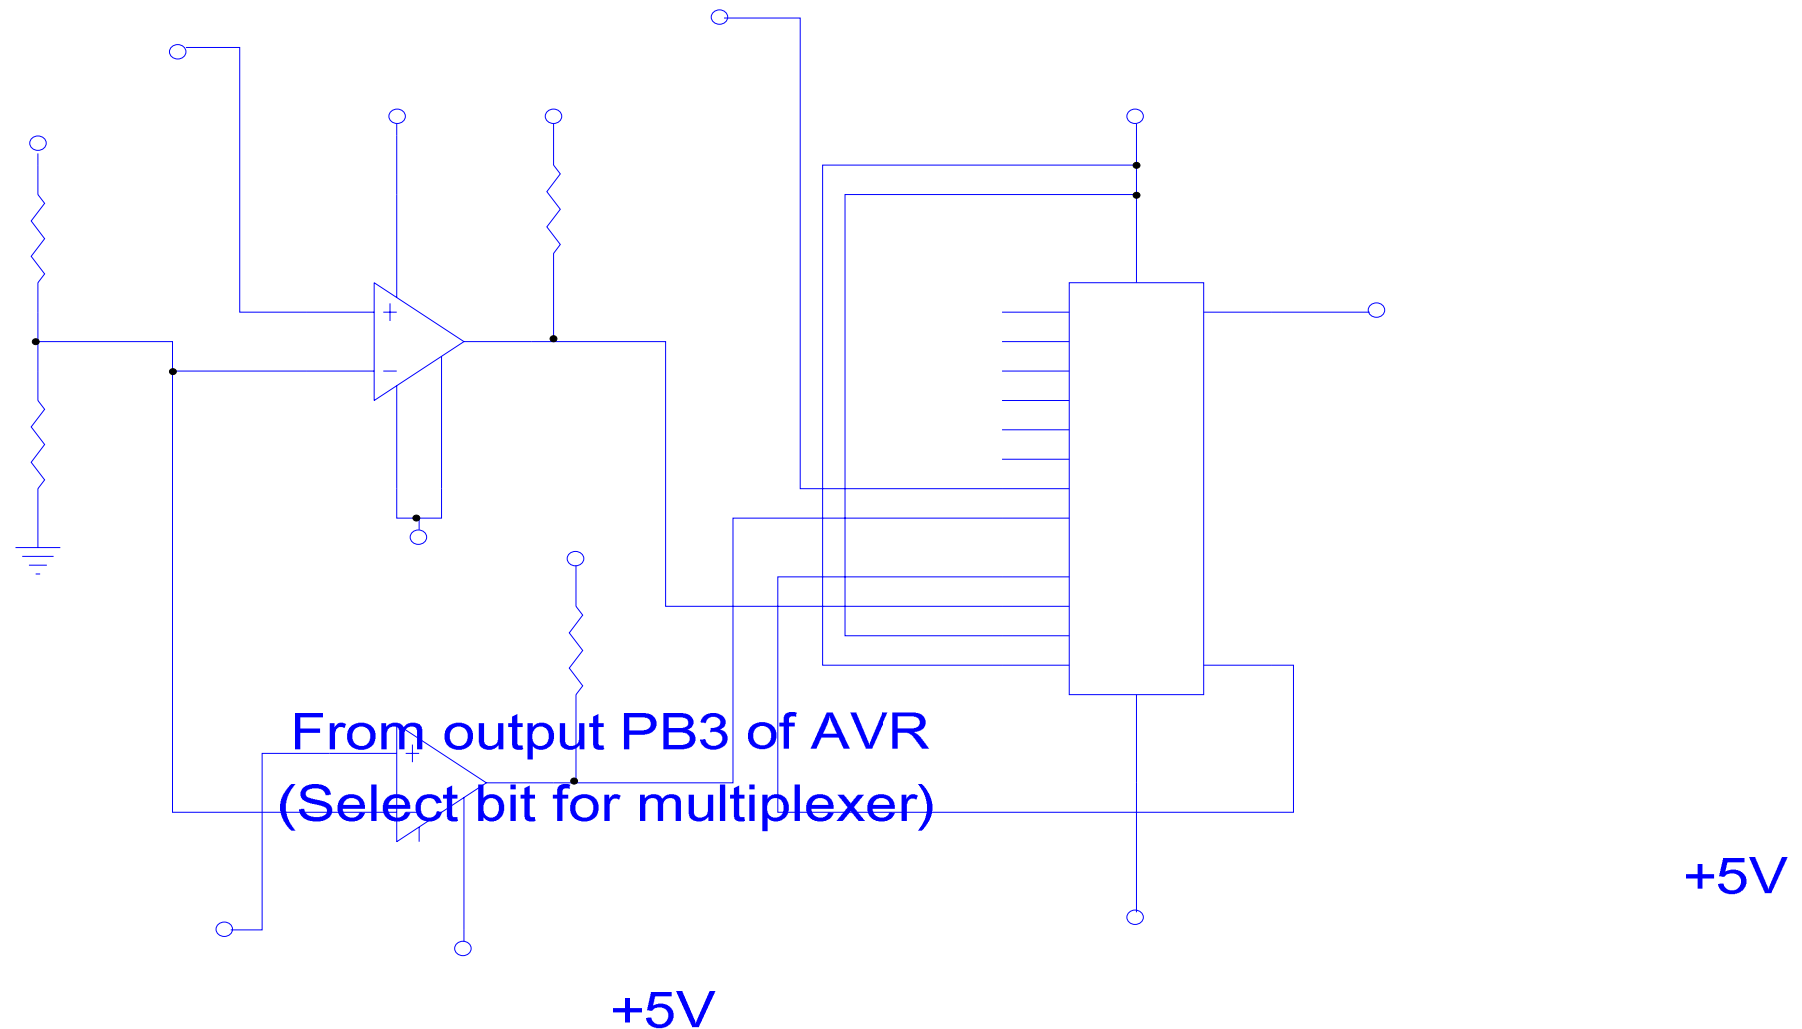 From output PB3 of AVR
(Select bit for multiplexer)
+5V
+5V